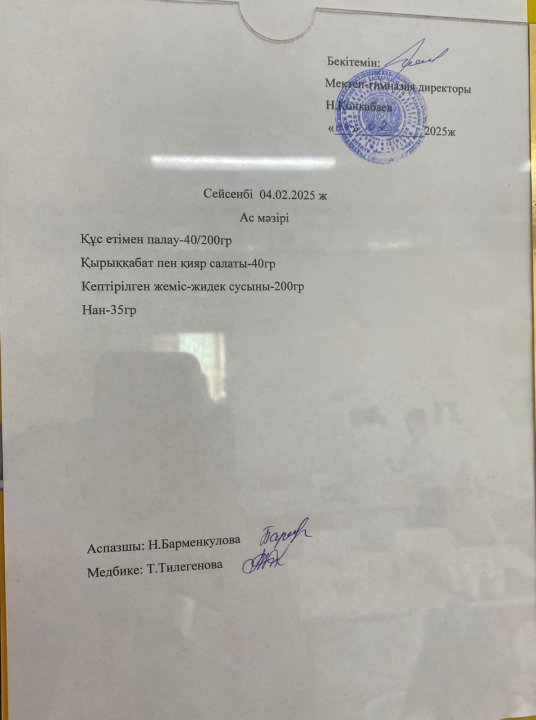 Бекітемін:
Мектеп-гимназия директоры
Н.Конкабаев
2025ж
Сейсенбі 04.02.2025 ж
Ас мәзірі
Құс етімен палау-40/200гр
Қырыққабат пен қияр салаты-40гр
Кептірілген жеміс-жидек сусыны-200гр
Нан-35гр
Аспазшы: Н.Барменкулова
Медбике: Т.Тилегенова